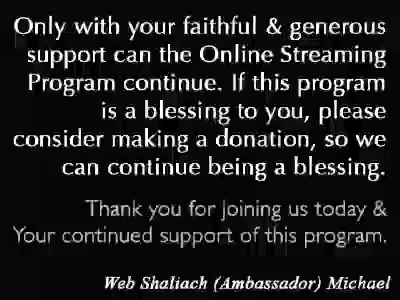 Only with your faithful & generous
support can the Online Streaming
Program continue. If this program
is a blessing to you, please
consider making a donation, so we
can continue being a blessing.
Thank you for Joining us today &
Your continued support of this program.
Web Shaliach (Ambassador) Michael